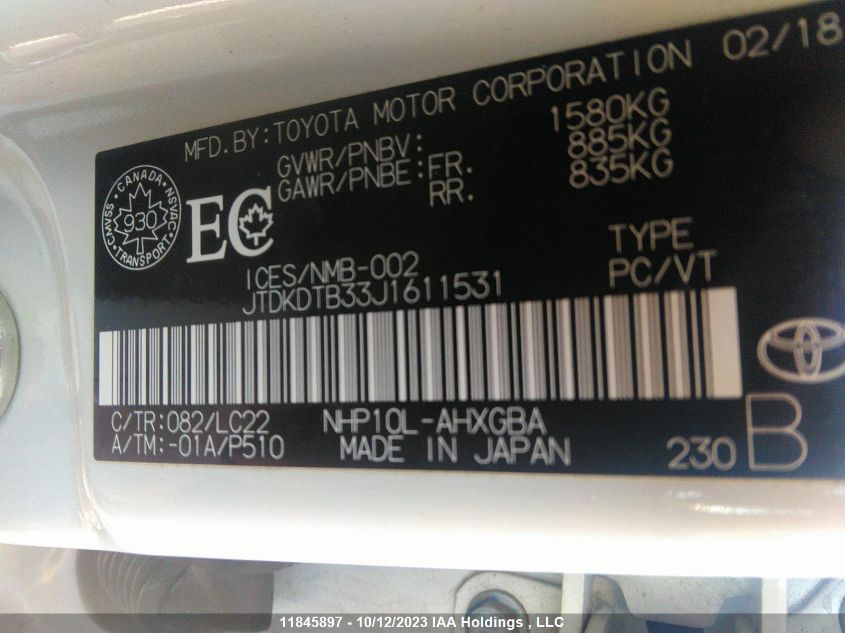 MFD.BY:TOYOTA MOTOR CORPORATION 02/18
GVWR/PNBV: 1580KG
GAWR/PNBE:FR. 885KG
RR. 835KG
CMVSS · CANADA · NSVAC
930
TRANSPORT
EC
ICES/NMB-002
TYPE
JTDKDTB33J1611531
PC/VT
C/TR:082/LC22 NHP10L-AHXGBA
A/TM:-01A/P510 MADE IN JAPAN
230 B
11845897 - 10/12/2023 IAA Holdings , LLC